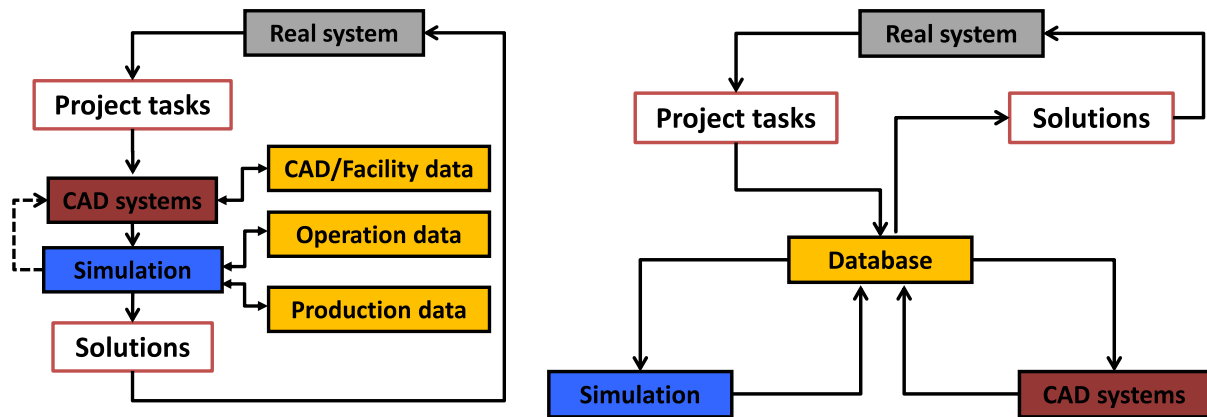 Real system
Project tasks
CAD systems
CAD/Facility data
Operation data
Simulation
Production data
Solutions
Real system
Project tasks
Solutions
Database
Simulation
CAD systems